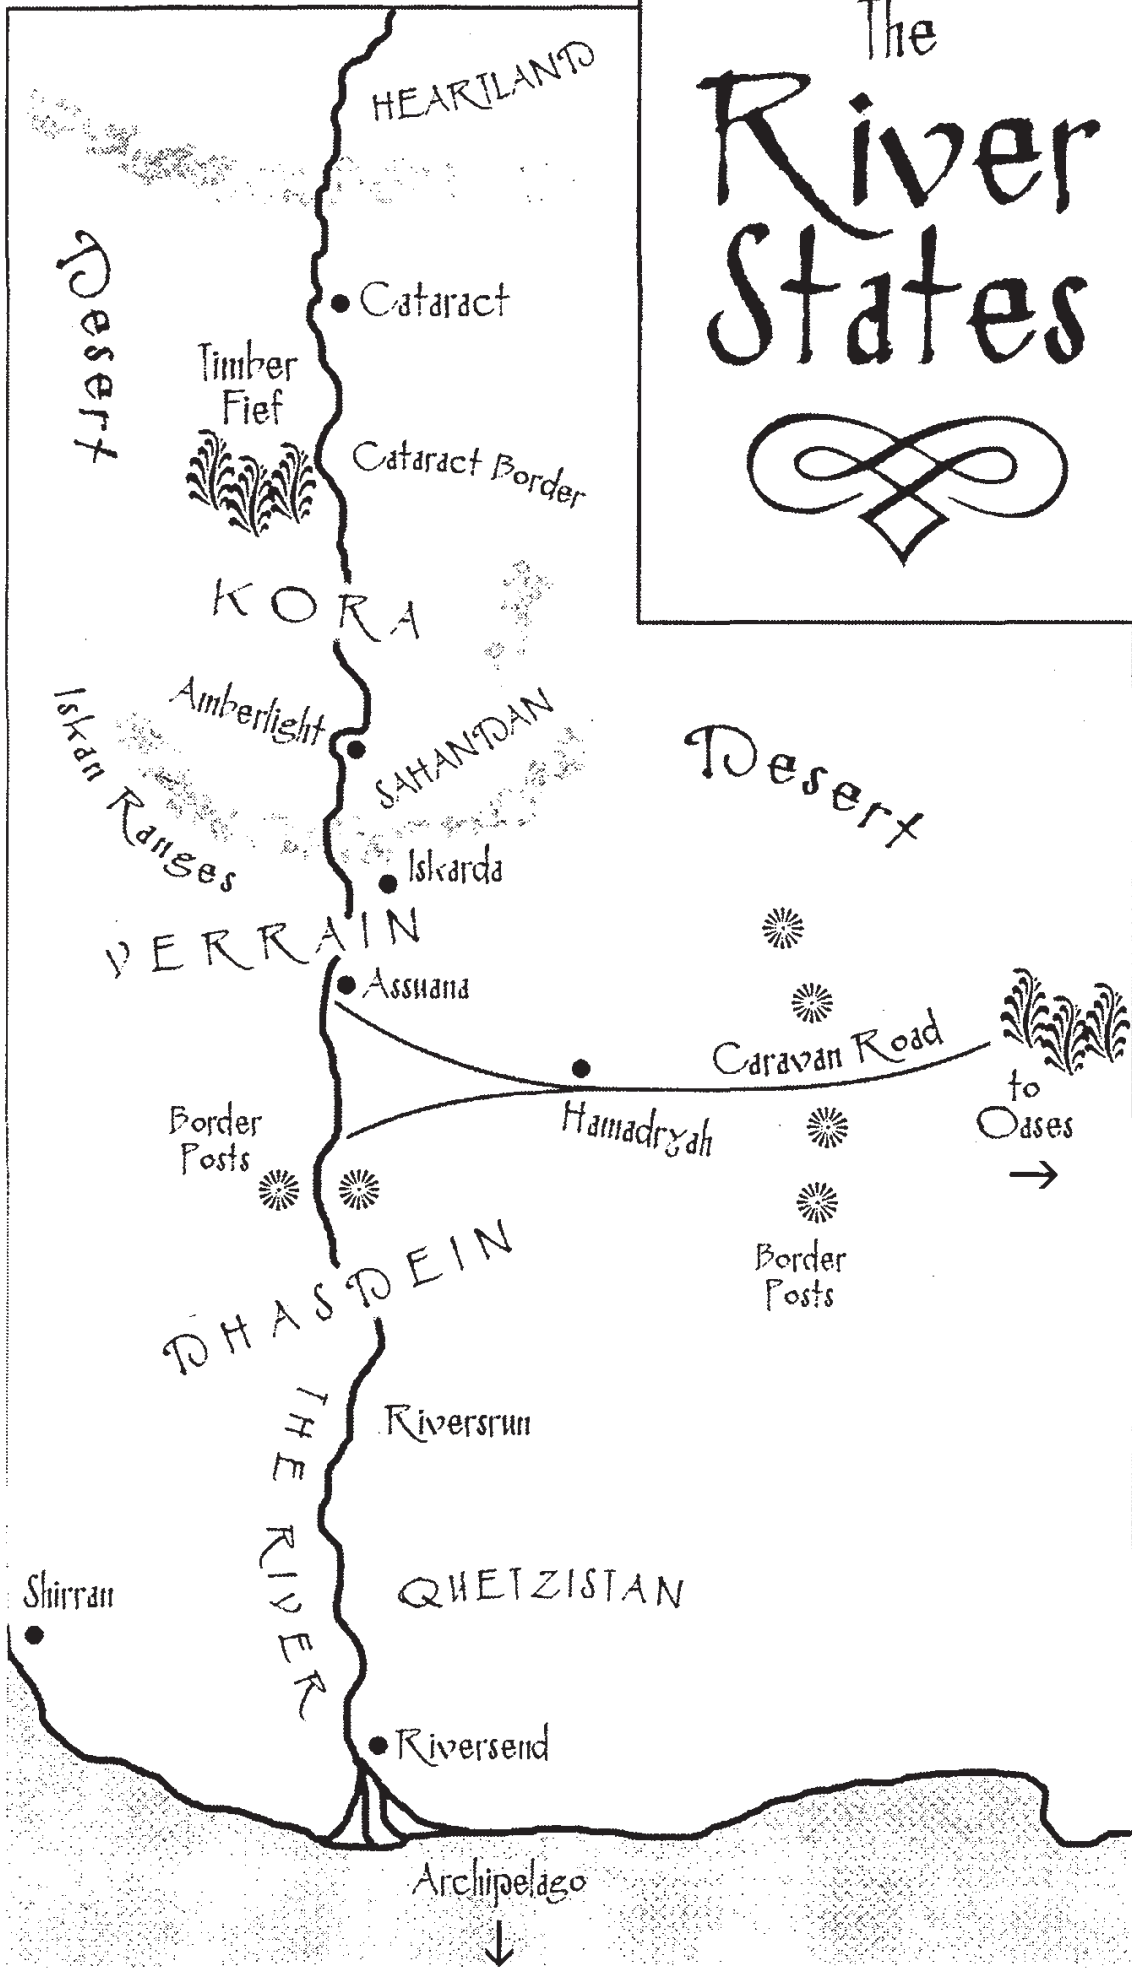 The
River
States
HEARTLAND
Desert
Cataract
Timber
Fief
Cataract Border
KORA
Amberlight
SAHANDAN
Iskan Ranges
Desert
Iskarda
VERRAIN
Assuana
Caravan Road
Hamadryah
to
Oases
Border
Posts
Border
Posts
DHASDEIN
THE RIVER
Riversrun
QUETZISTAN
Shirran
Riversend
Archipelago